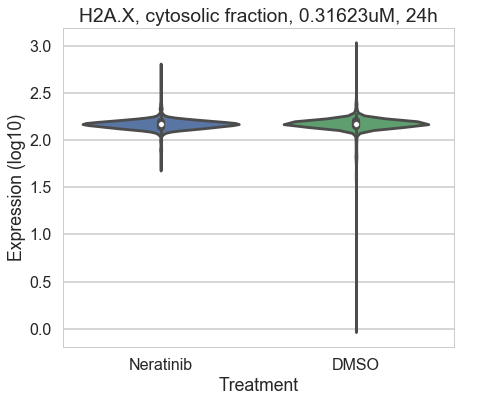 H2A.X, cytosolic fraction, 0.31623uM, 24h
3.0
2.5
2.0
1.5
1.0
0.5
0.0
Expression (log10)
Neratinib DMSO
Treatment